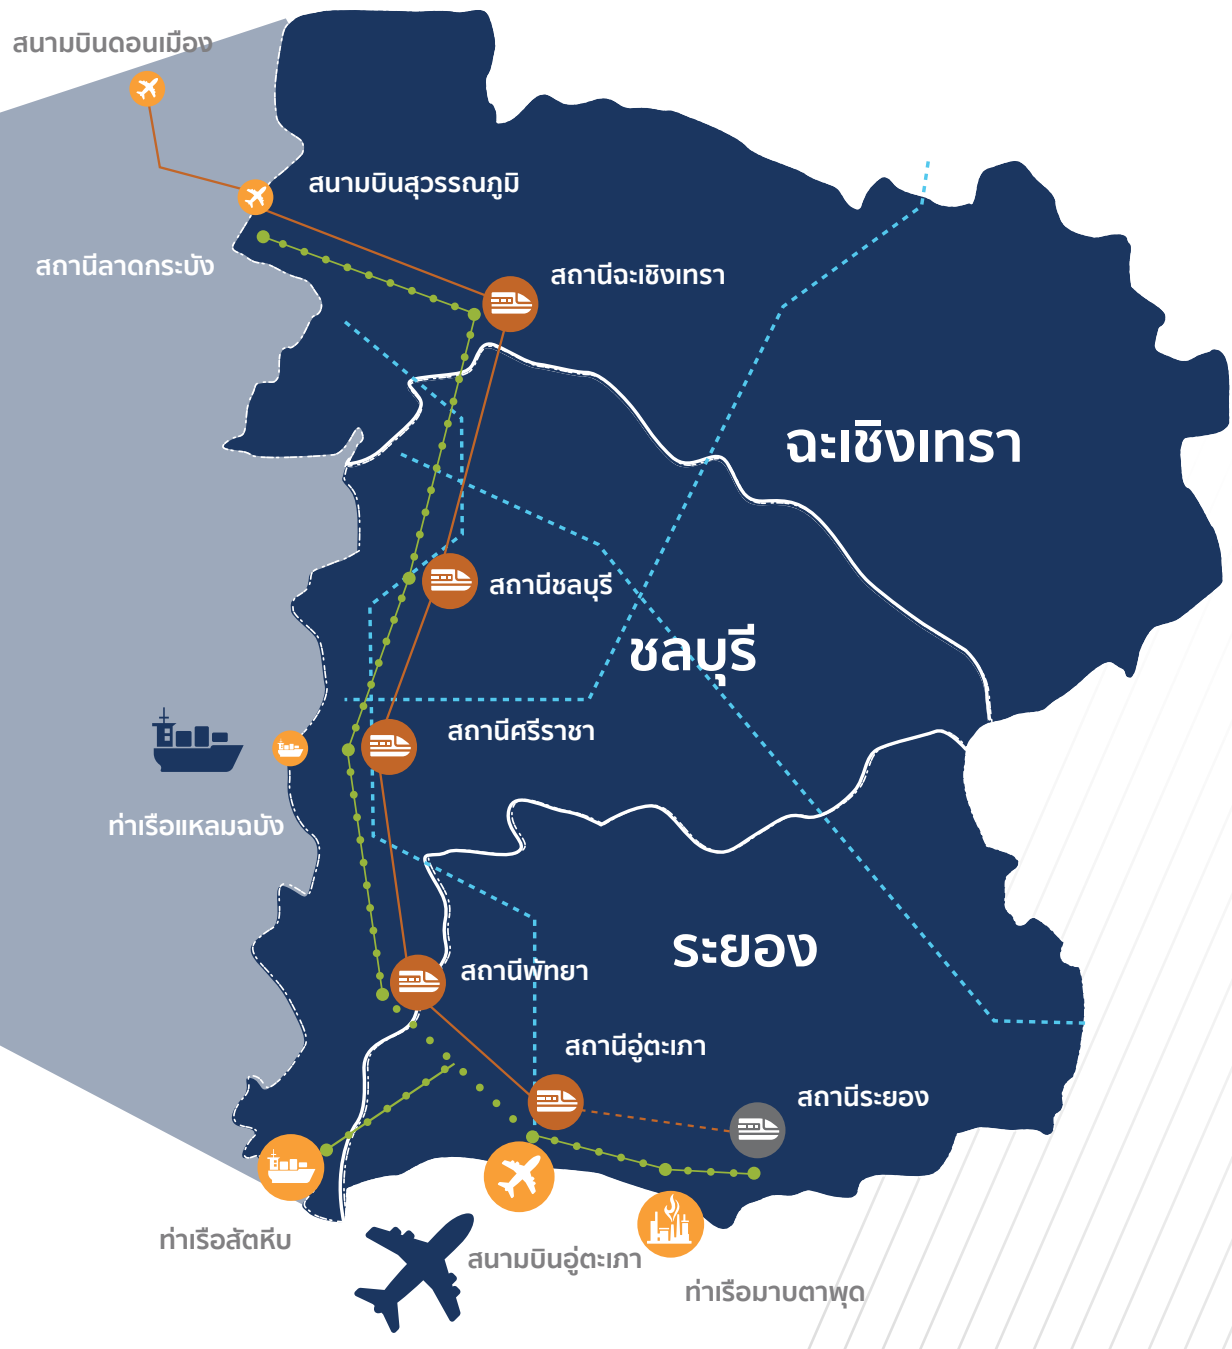 สนามบินดอนเมือง
สนามบินสุวรรณภูมิ
สถานีลาดกระบัง
สถานีฉะเชิงเทรา
ฉะเชิงเทรา
สถานีชลบุรี
ชลบุรี
สถานีศรีราชา
ท่าเรือแหลมฉบัง
ระยอง
สถานีพัทยา
สถานีอู่ตะเภา
สถานีระยอง
ท่าเรือสัตหีบ
สนามบินอู่ตะเภา
ท่าเรือมาบตาพุด